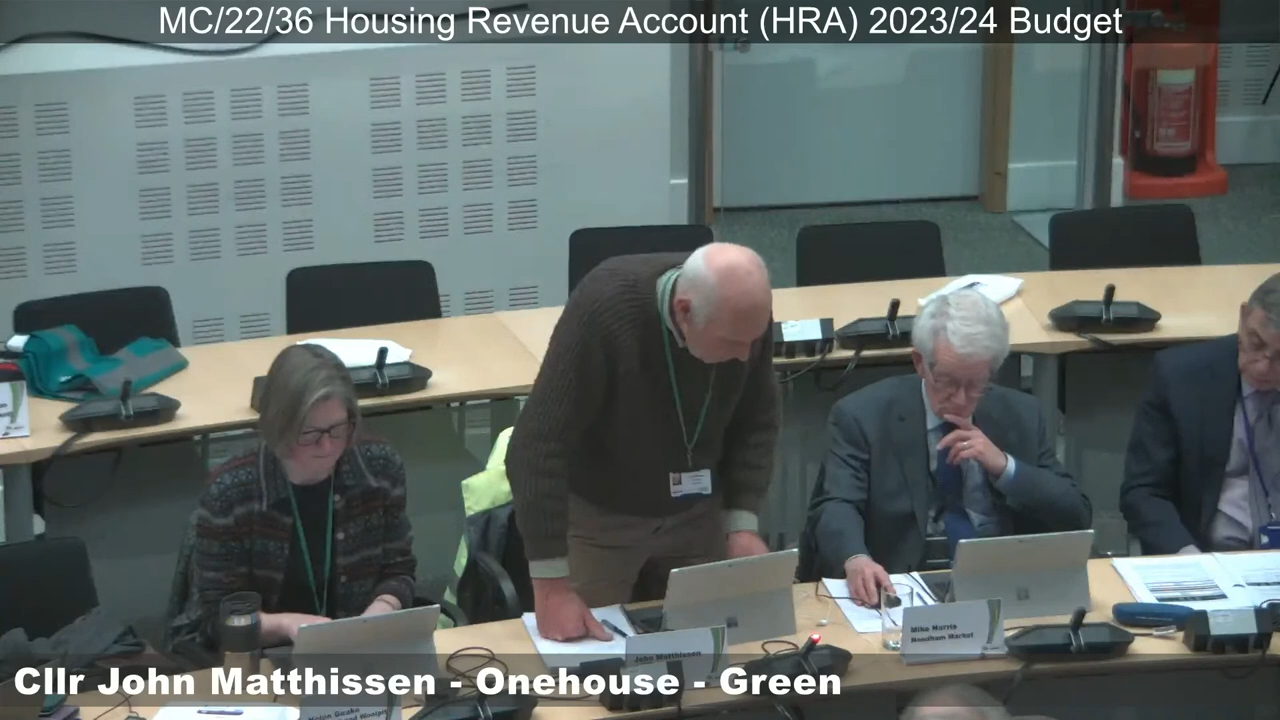 MC/22/36 Housing Revenue Account (HRA) 2023/24 Budget
Mike Norris
Needham Market
John Matthissen
Cllr John Matthissen - Onehouse - Green